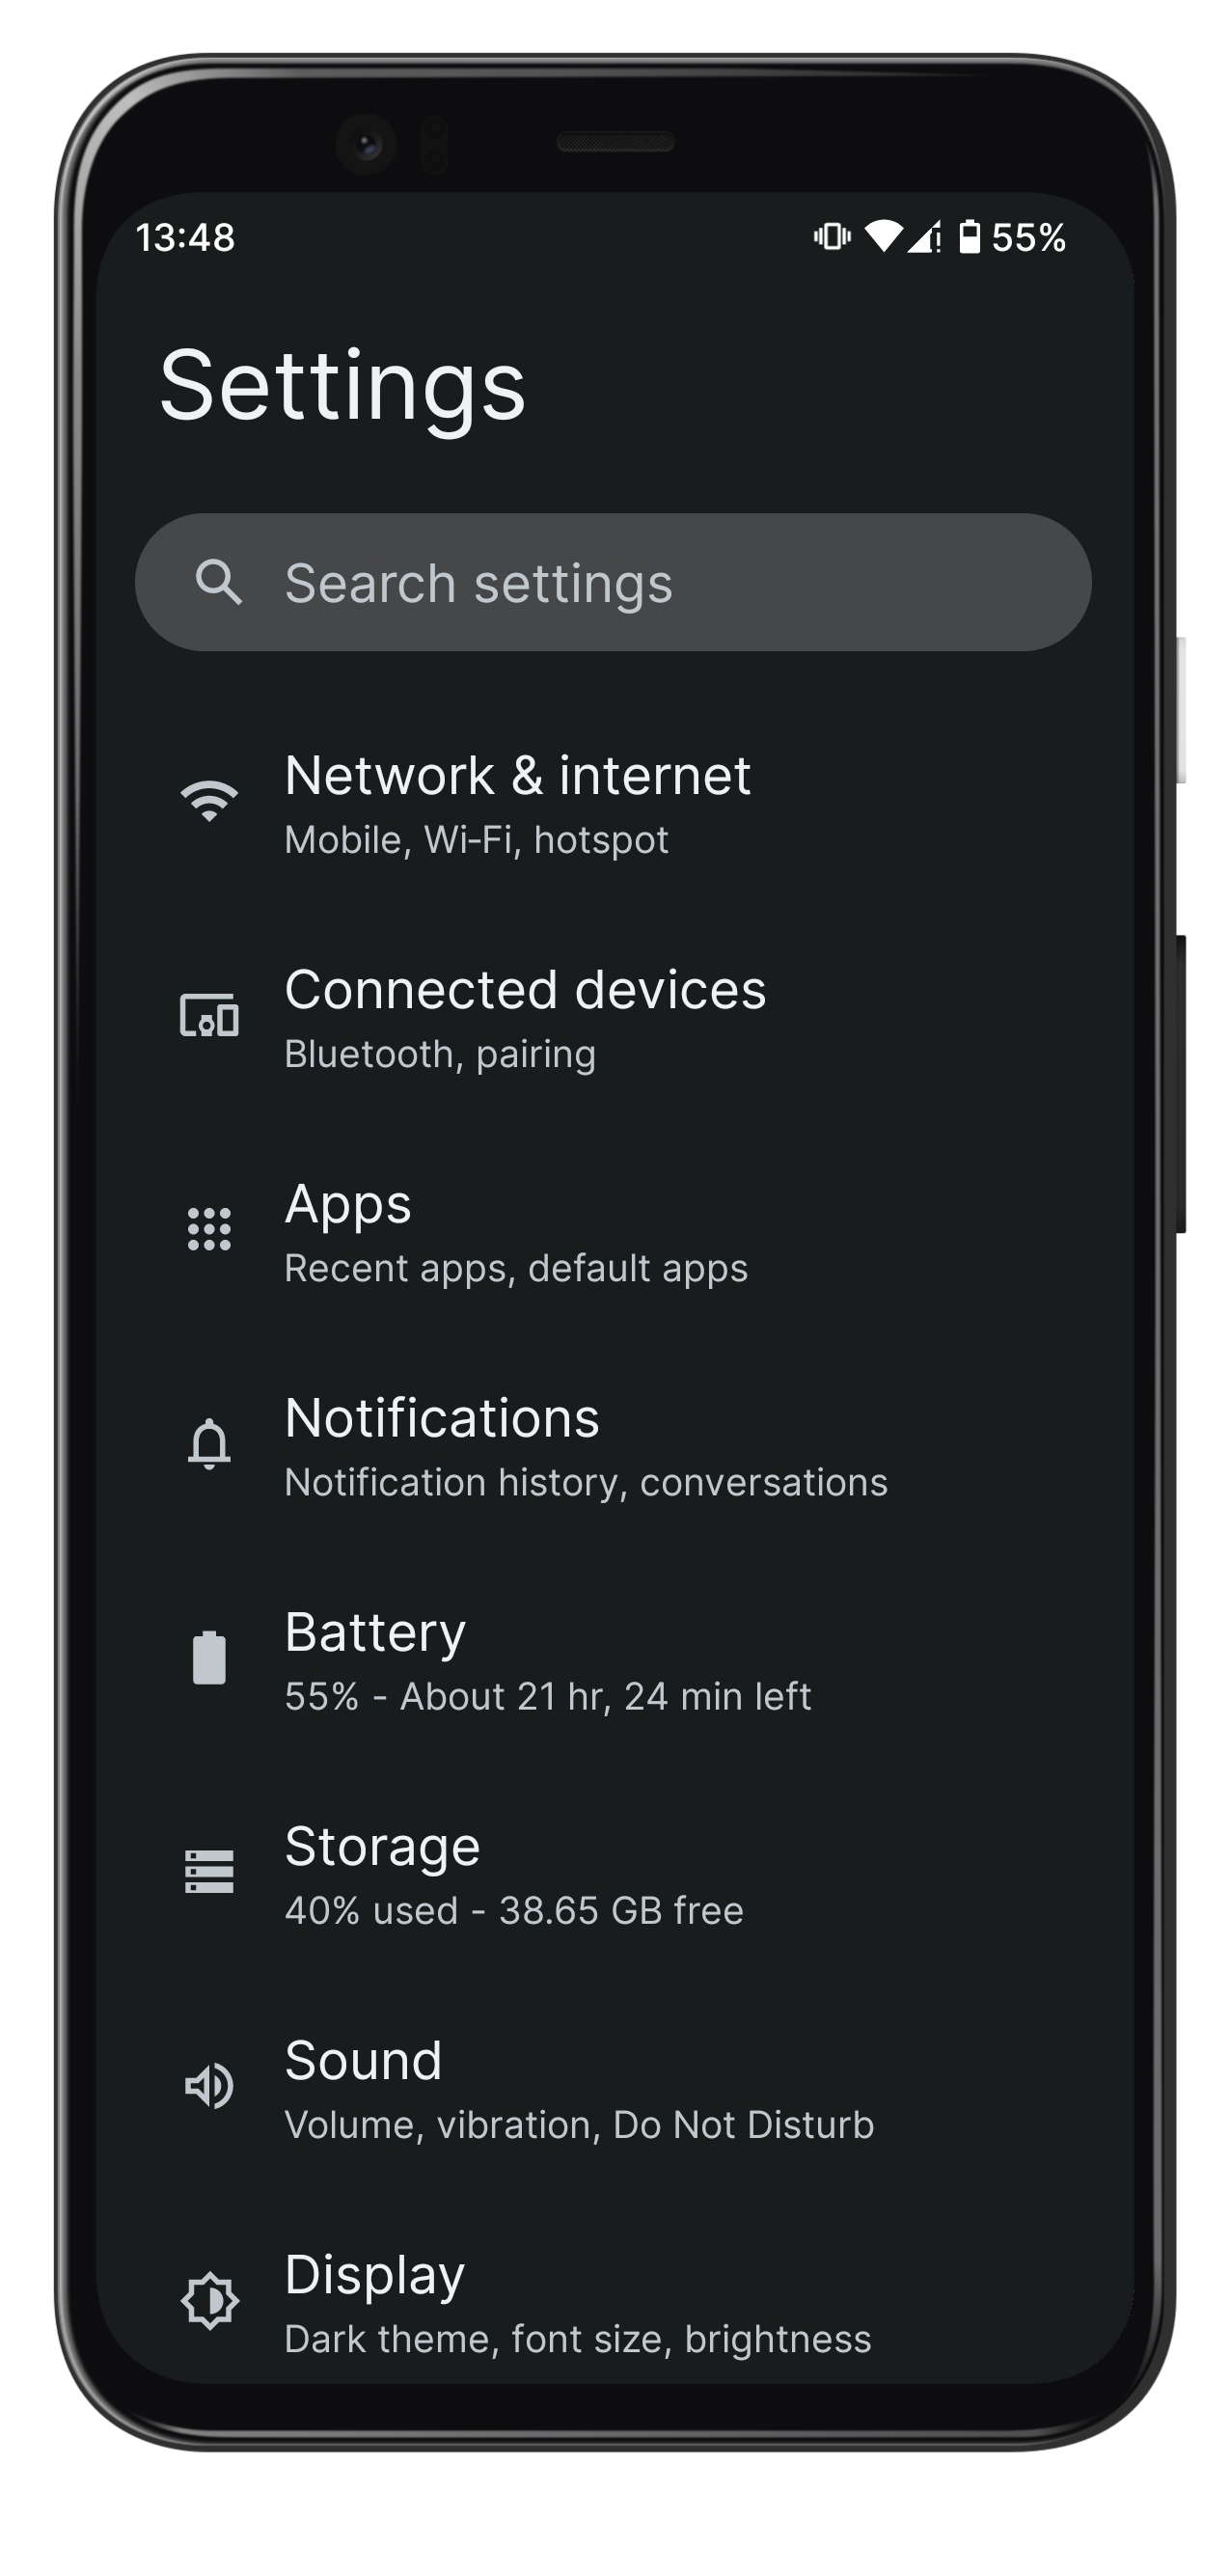 13:48
55%
Settings
Search settings
Network & internet
Mobile, Wi-Fi, hotspot
Connected devices
Bluetooth, pairing
Apps
Recent apps, default apps
Notifications
Notification history, conversations
Battery
55% - About 21 hr, 24 min left
Storage
40% used - 38.65 GB free
Sound
Volume, vibration, Do Not Disturb
Display
Dark theme, font size, brightness